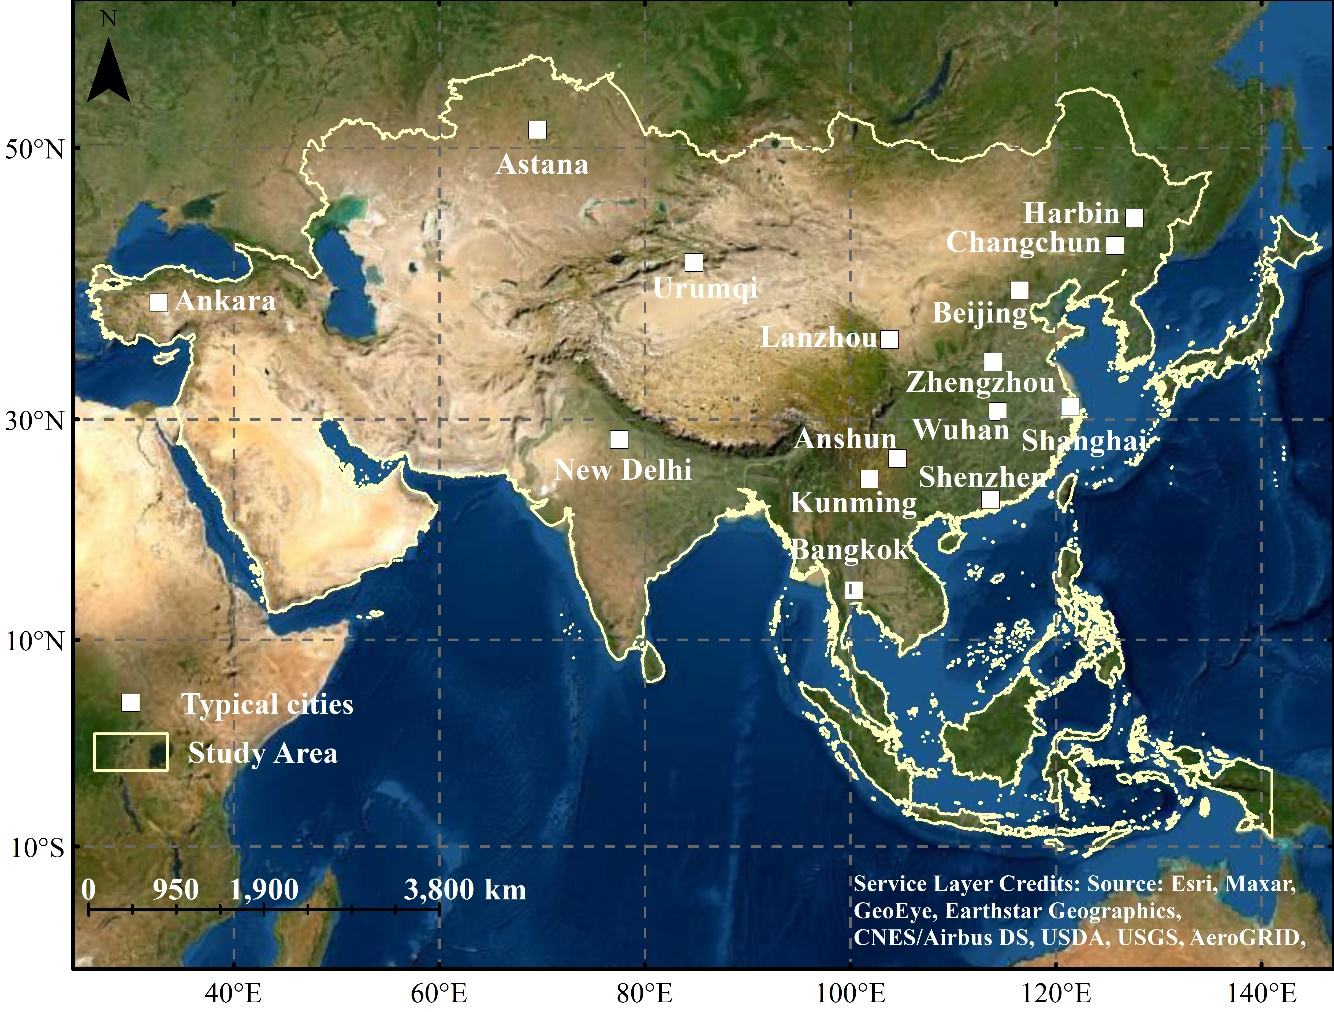 N
50°N
Astana
Harbin
Changchun
Urumqi
Ankara
Beijing
Lanzhou
Zhengzhou
30°N
Wuhan
Anshun
Shanghai
New Delhi
Shenzhen
Kunming
Bangkok
10°N
Typical cities
Study Area
10°S
0 950 1,900 3,800 km
Service Layer Credits: Source: Esri, Maxar,
GeoEye, Earthstar Geographics,
CNES/Airbus DS, USDA, USGS, AeroGRID,
40°E 60°E 80°E 100°E 120°E 140°E